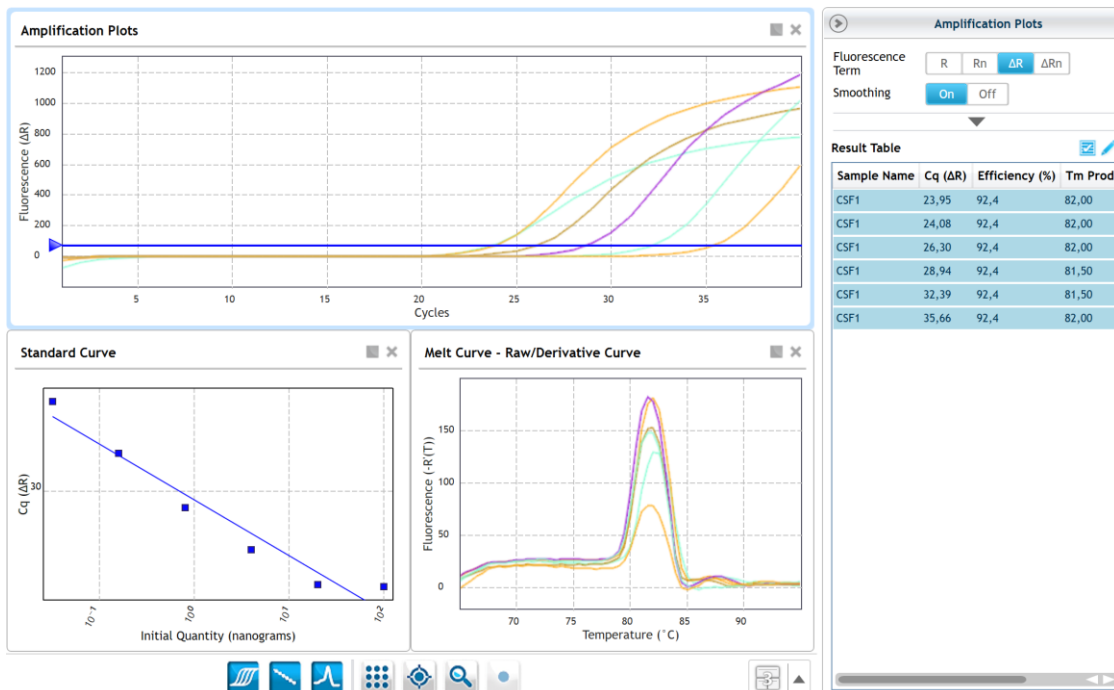 Amplification Plots
1200
1000
800
600
400
200
0
Fluorescence (ΔR)
5 10 15 20 25 30 35
Cycles
Standard Curve
Cq (ΔR)
30
10⁻¹ 10⁰ 10¹ 10²
Initial Quantity (nanograms)
Melt Curve - Raw/Derivative Curve
Fluorescence (-R'(T))
150
100
50
0
70 75 80 85 90
Temperature (°C)
Amplification Plots
Fluorescence Term
R Rn ΔR ΔRn
Smoothing
On Off
Result Table
Sample Name Cq (ΔR) Efficiency (%) Tm Prod
CSF1 23,95 92,4 82,00
CSF1 24,08 92,4 82,00
CSF1 26,30 92,4 82,00
CSF1 28,94 92,4 81,50
CSF1 32,39 92,4 81,50
CSF1 35,66 92,4 82,00